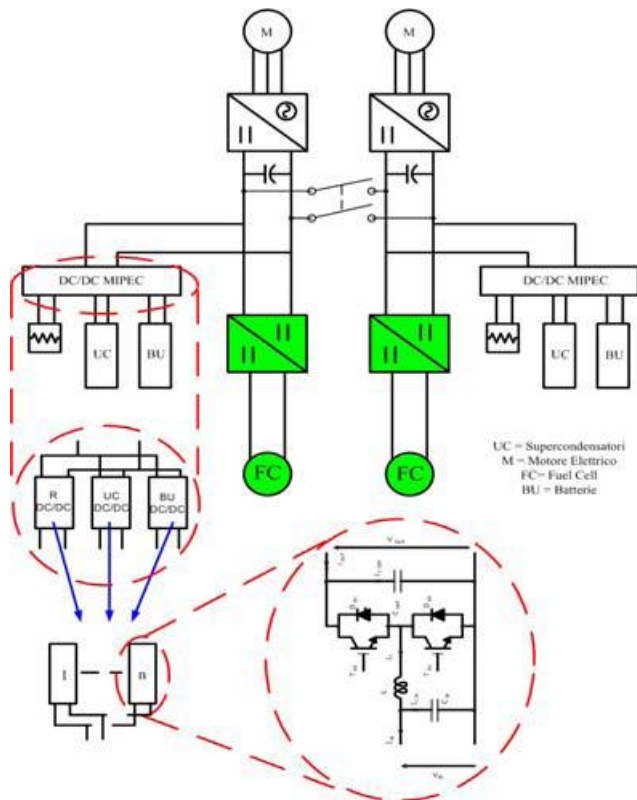 M
M
DC/DC MIPEC
DC/DC MIPEC
UC
BU
UC
BU
FC
FC
UC = Supercondensatori
M = Motore Elettrico
FC= Fuel Cell
BU = Batterie
R
DC/DC
UC
DC/DC
BU
DC/DC
1
n